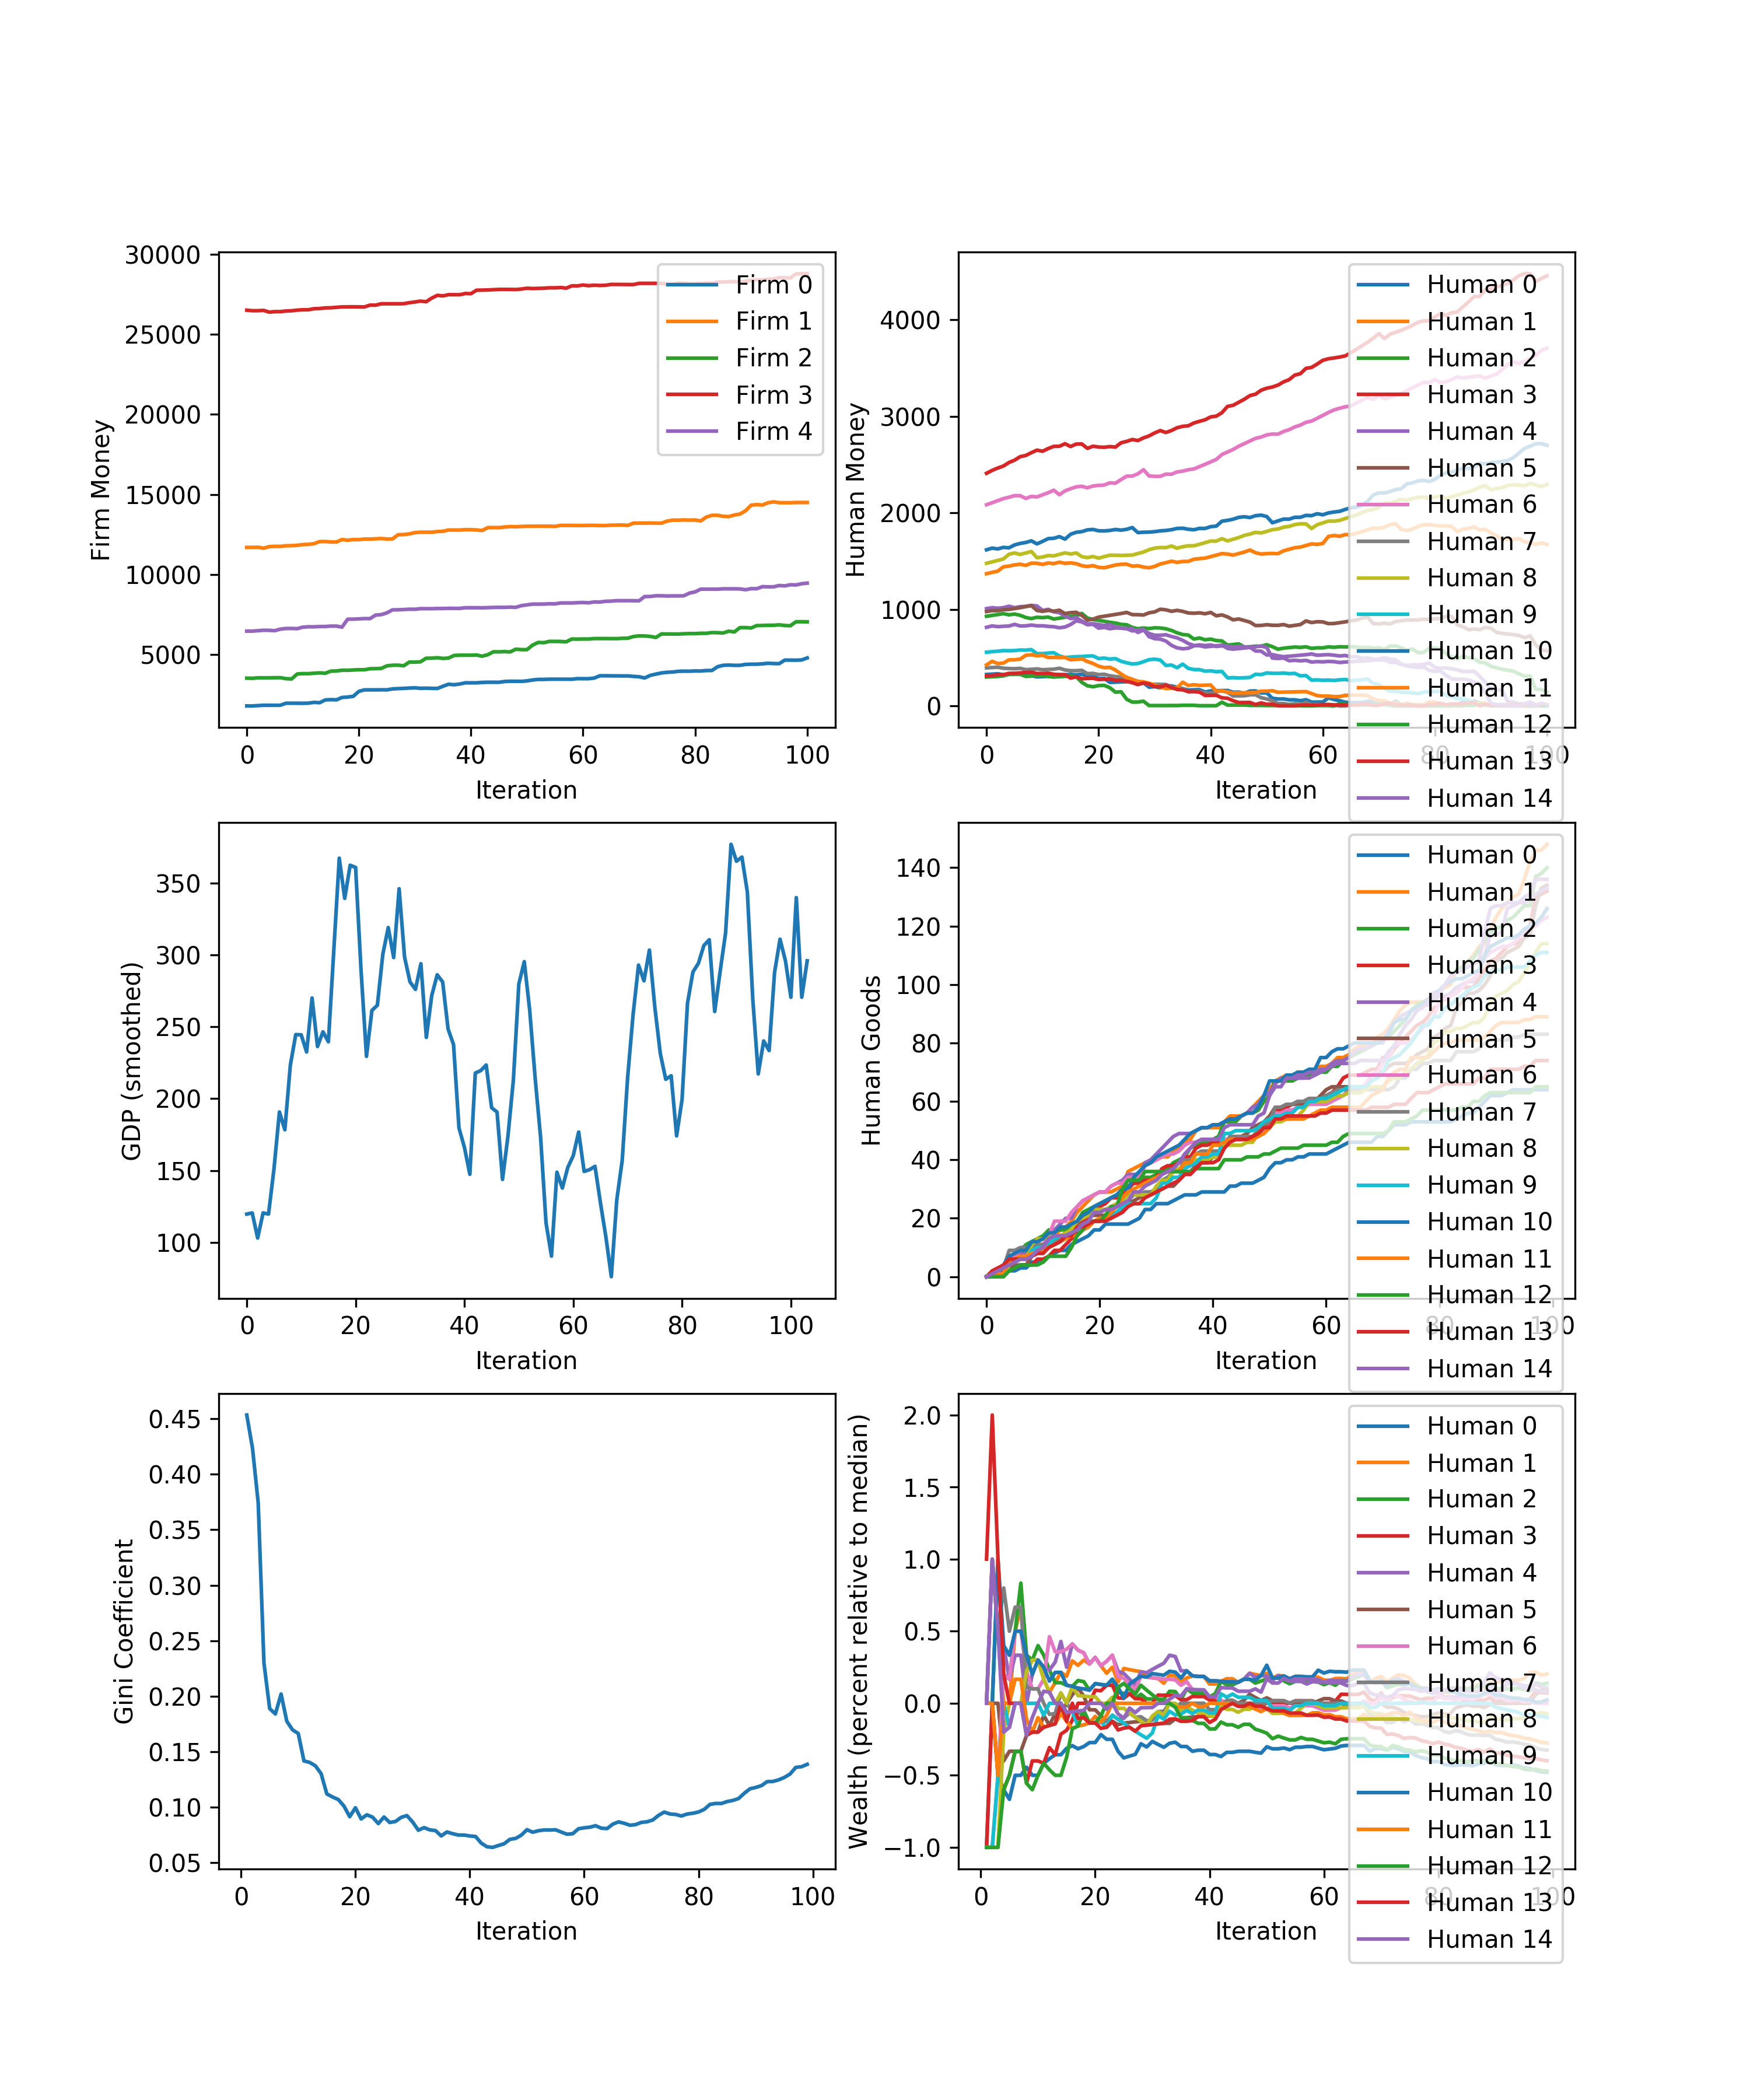 30000
25000
20000
15000
10000
5000
Firm Money
0 20 40 60 80 100
Iteration
Firm 0
Firm 1
Firm 2
Firm 3
Firm 4
4000
3000
2000
1000
0
Human Money
0 20 40 60 80 100
Iteration
Human 0
Human 1
Human 2
Human 3
Human 4
Human 5
Human 6
Human 7
Human 8
Human 9
Human 10
Human 11
Human 12
Human 13
Human 14
350
300
250
200
150
100
GDP (smoothed)
0 20 40 60 80 100
Iteration
140
120
100
80
60
40
20
0
Human Goods
0 20 40 60 80 100
Iteration
Human 0
Human 1
Human 2
Human 3
Human 4
Human 5
Human 6
Human 7
Human 8
Human 9
Human 10
Human 11
Human 12
Human 13
Human 14
0.45
0.40
0.35
0.30
0.25
0.20
0.15
0.10
0.05
Gini Coefficient
0 20 40 60 80 100
Iteration
2.0
1.5
1.0
0.5
0.0
−0.5
−1.0
Wealth (percent relative to median)
0 20 40 60 80 100
Iteration
Human 0
Human 1
Human 2
Human 3
Human 4
Human 5
Human 6
Human 7
Human 8
Human 9
Human 10
Human 11
Human 12
Human 13
Human 14